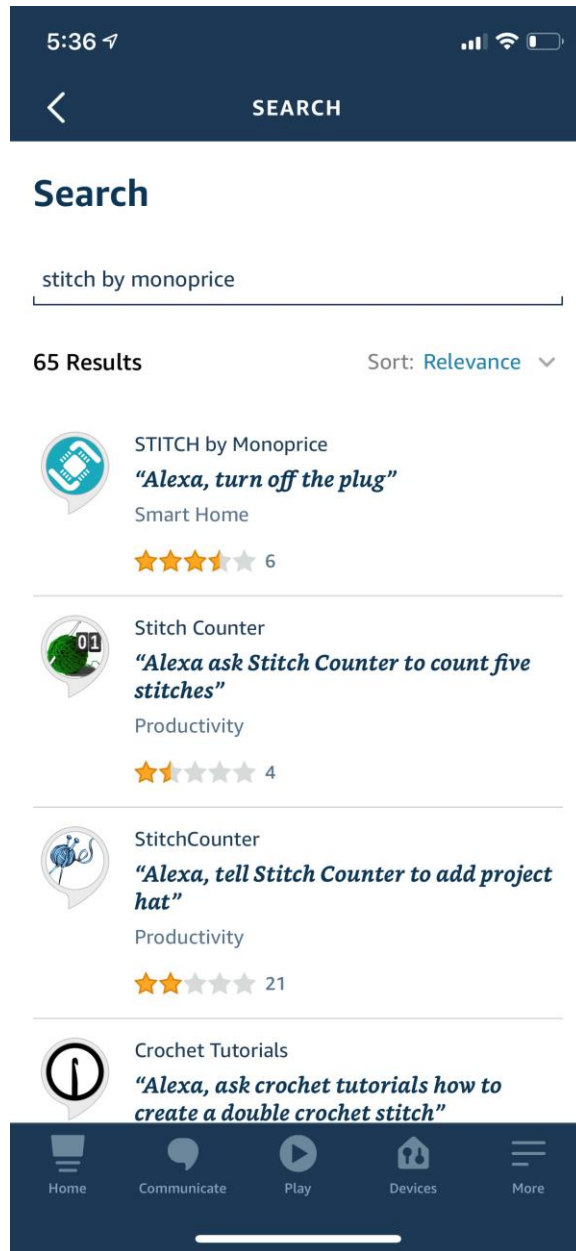 5:36
SEARCH
Search
stitch by monoprice
65 Results
Sort: Relevance
STITCH by Monoprice
“Alexa, turn off the plug”
Smart Home
6
01
Stitch Counter
“Alexa ask Stitch Counter to count five
stitches”
Productivity
4
StitchCounter
“Alexa, tell Stitch Counter to add project
hat”
Productivity
21
Crochet Tutorials
“Alexa, ask crochet tutorials how to
create a double crochet stitch”
Home
Communicate
Play
Devices
More